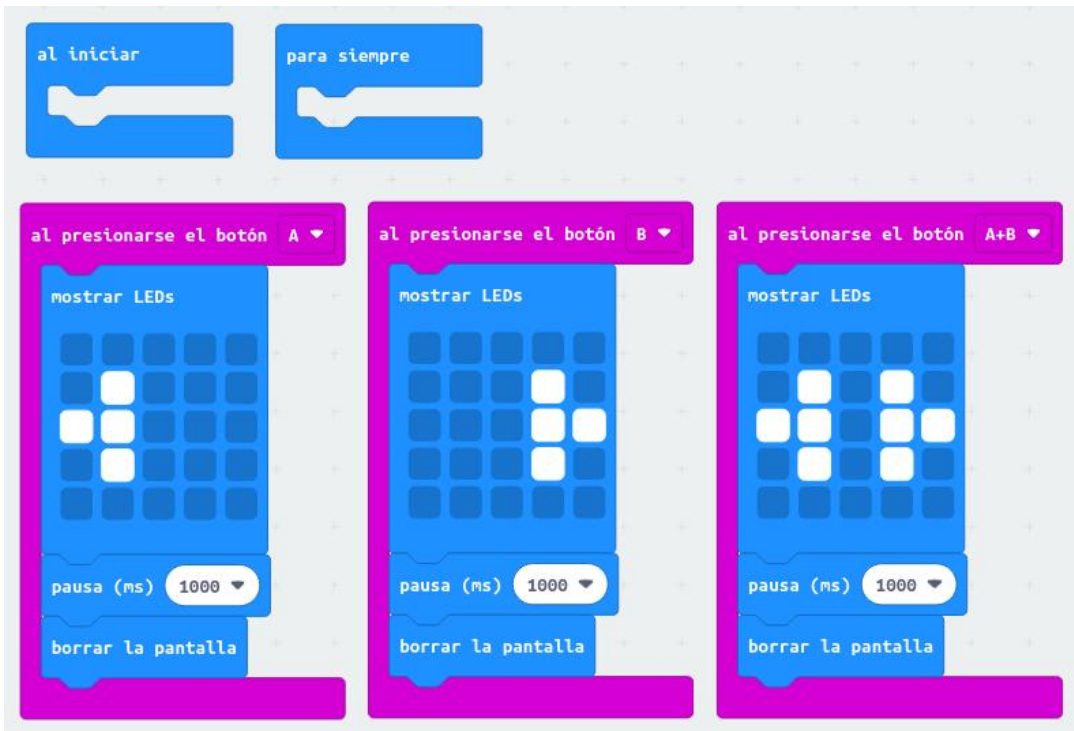 al iniciar
para siempre
al presionarse el botón A
mostrar LEDs
pausa (ms) 1000
borrar la pantalla
al presionarse el botón B
mostrar LEDs
pausa (ms) 1000
borrar la pantalla
al presionarse el botón A+B
mostrar LEDs
pausa (ms) 1000
borrar la pantalla